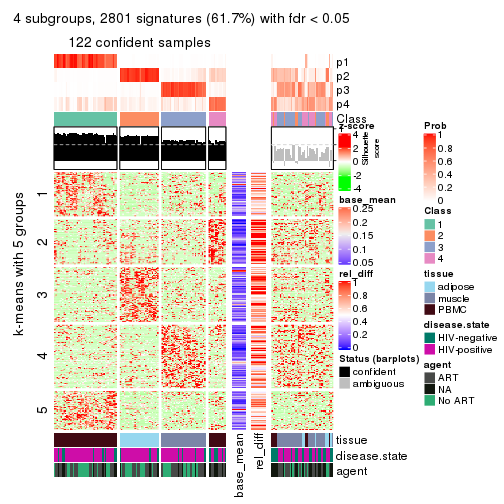 4 subgroups, 2801 signatures (61.7%) with fdr < 0.05
122 confident samples
p1
p2
p3
p4
Class
Silhouette
score
k-means with 5 groups
1
2
3
4
5
tissue
disease.state
agent
base_mean
rel_diff
z-score
4
2
0
-2
-4
base_mean
0.25
0.2
0.15
0.1
0.05
rel_diff
1
0.8
0.6
0.4
0.2
0
Status (barplots)
confident
ambiguous
Prob
1
0.8
0.6
0.4
0.2
0
Class
1
2
3
4
tissue
adipose
muscle
PBMC
disease.state
HIV-negative
HIV-positive
agent
ART
NA
No ART